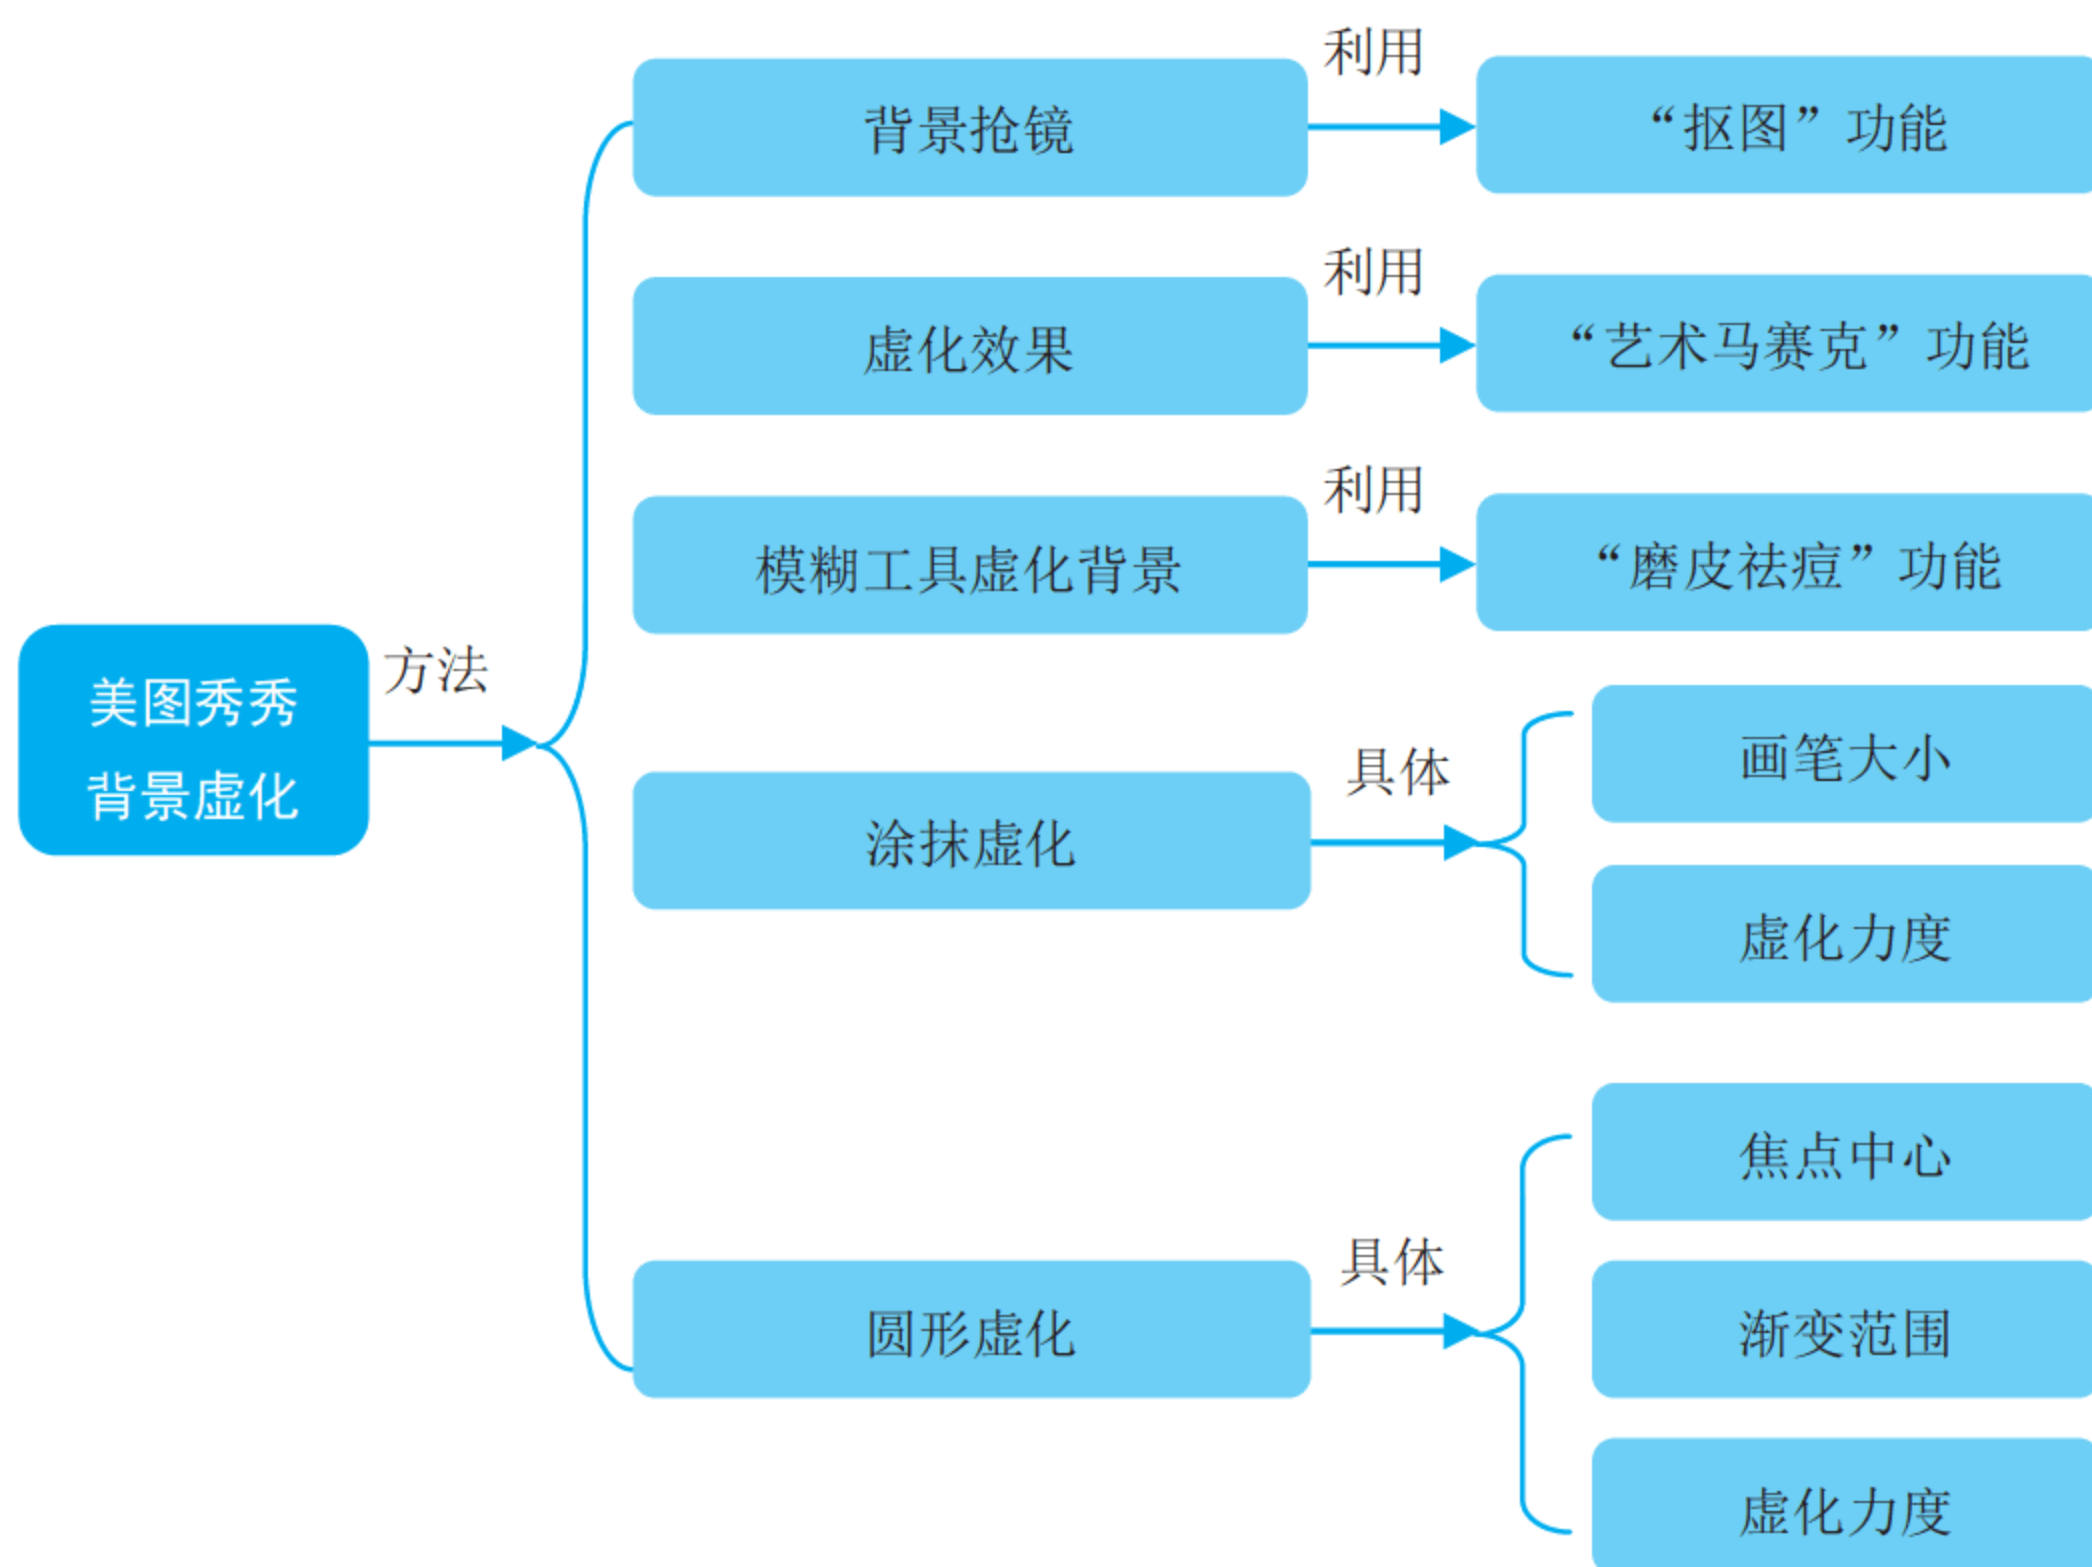 美图秀秀
背景虚化
方法
背景抢镜
利用
“抠图”功能
虚化效果
利用
“艺术马赛克”功能
模糊工具虚化背景
利用
“磨皮祛痘”功能
涂抹虚化
具体
画笔大小
虚化力度
圆形虚化
具体
焦点中心
渐变范围
虚化力度